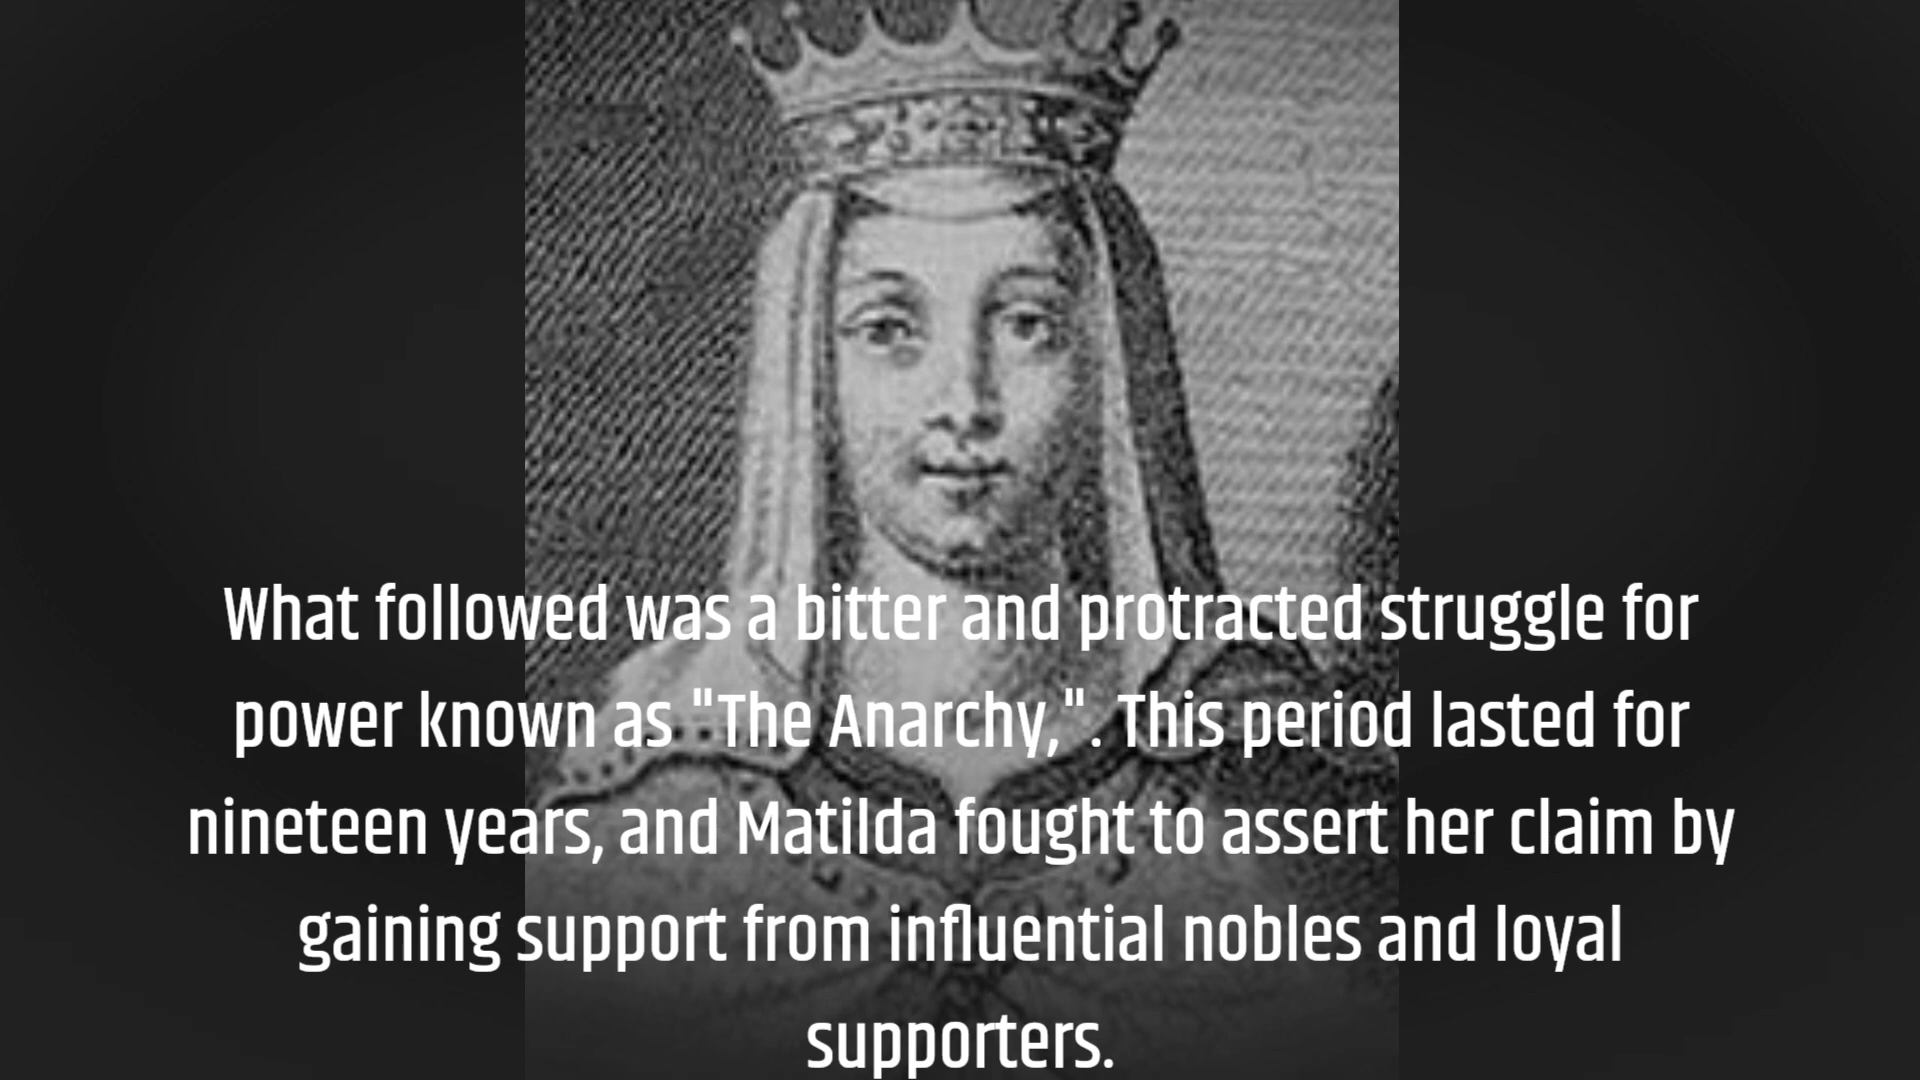 What followed was a bitter and protracted struggle for
power known as "The Anarchy,". This period lasted for
nineteen years, and Matilda fought to assert her claim by
gaining support from influential nobles and loyal
supporters.